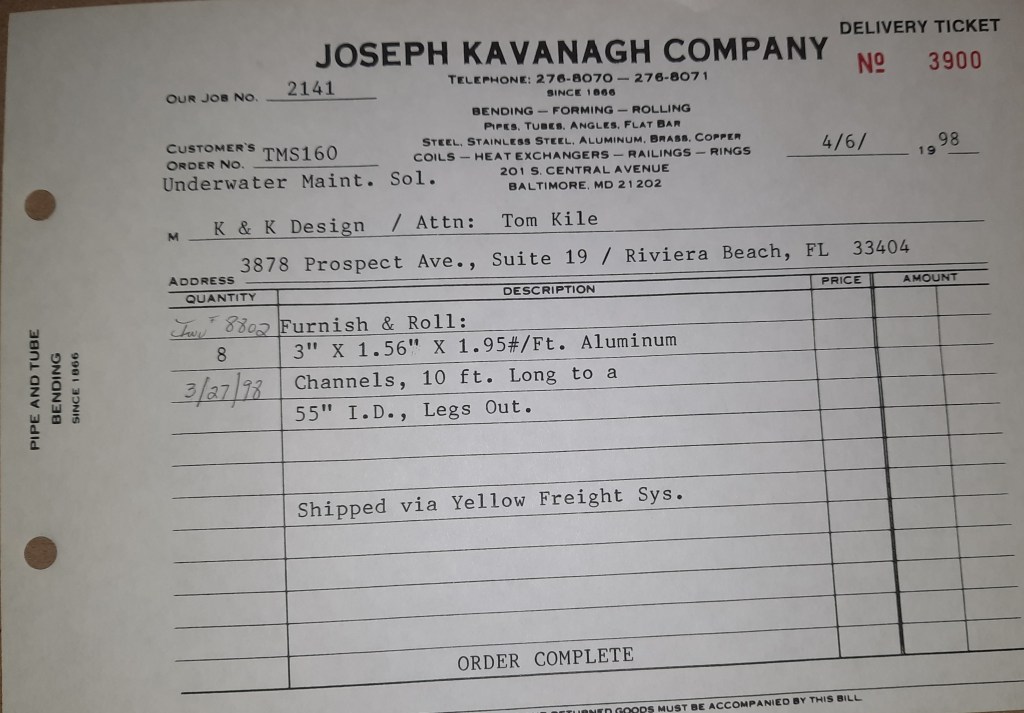 DELIVERY TICKET
JOSEPH KAVANAGH COMPANY
Nº 3900
TELEPHONE: 276-8070 — 276-8071
SINCE 1866
OUR JOB NO. 2141
BENDING — FORMING — ROLLING
PIPES, TUBES, ANGLES, FLAT BAR
STEEL, STAINLESS STEEL, ALUMINUM, BRASS, COPPER
COILS — HEAT EXCHANGERS — RAILINGS — RINGS
201 S. CENTRAL AVENUE
BALTIMORE, MD 21202
4/6/ 1998
CUSTOMER'S
ORDER NO. TMS160
Underwater Maint. Sol.
M K & K Design / Attn: Tom Kile
ADDRESS 3878 Prospect Ave., Suite 19 / Riviera Beach, FL 33404
QUANTITY DESCRIPTION PRICE AMOUNT
Inv # 8802 Furnish & Roll:
8 3" X 1.56" X 1.95#/Ft. Aluminum
3/27/98 Channels, 10 ft. Long to a
55" I.D., Legs Out.
Shipped via Yellow Freight Sys.
ORDER COMPLETE
RETURNED GOODS MUST BE ACCOMPANIED BY THIS BILL
PIPE AND TUBE
BENDING
SINCE 1866